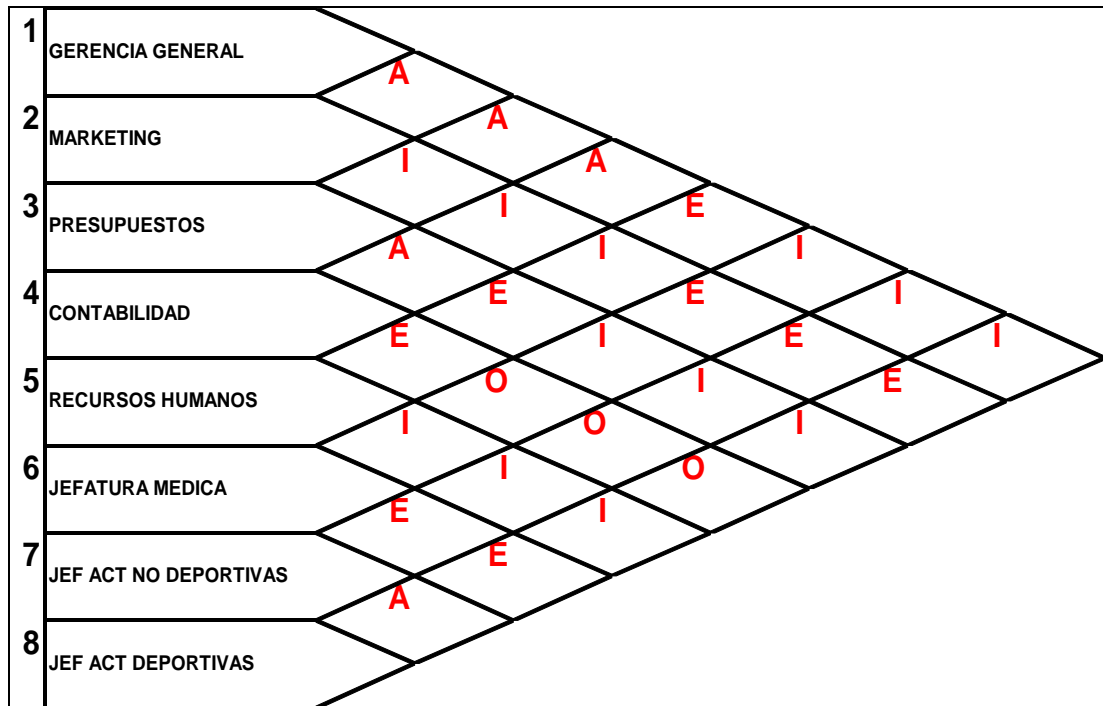 1 GERENCIA GENERAL
A
A
2 MARKETING
I
A
3 PRESUPUESTOS
I
E
A
I
I
4 CONTABILIDAD
E
E
I
E
I
E
I
5 RECURSOS HUMANOS
O
I
E
I
O
I
6 JEFATURA MEDICA
I
O
E
I
7 JEF ACT NO DEPORTIVAS
E
A
8 JEF ACT DEPORTIVAS